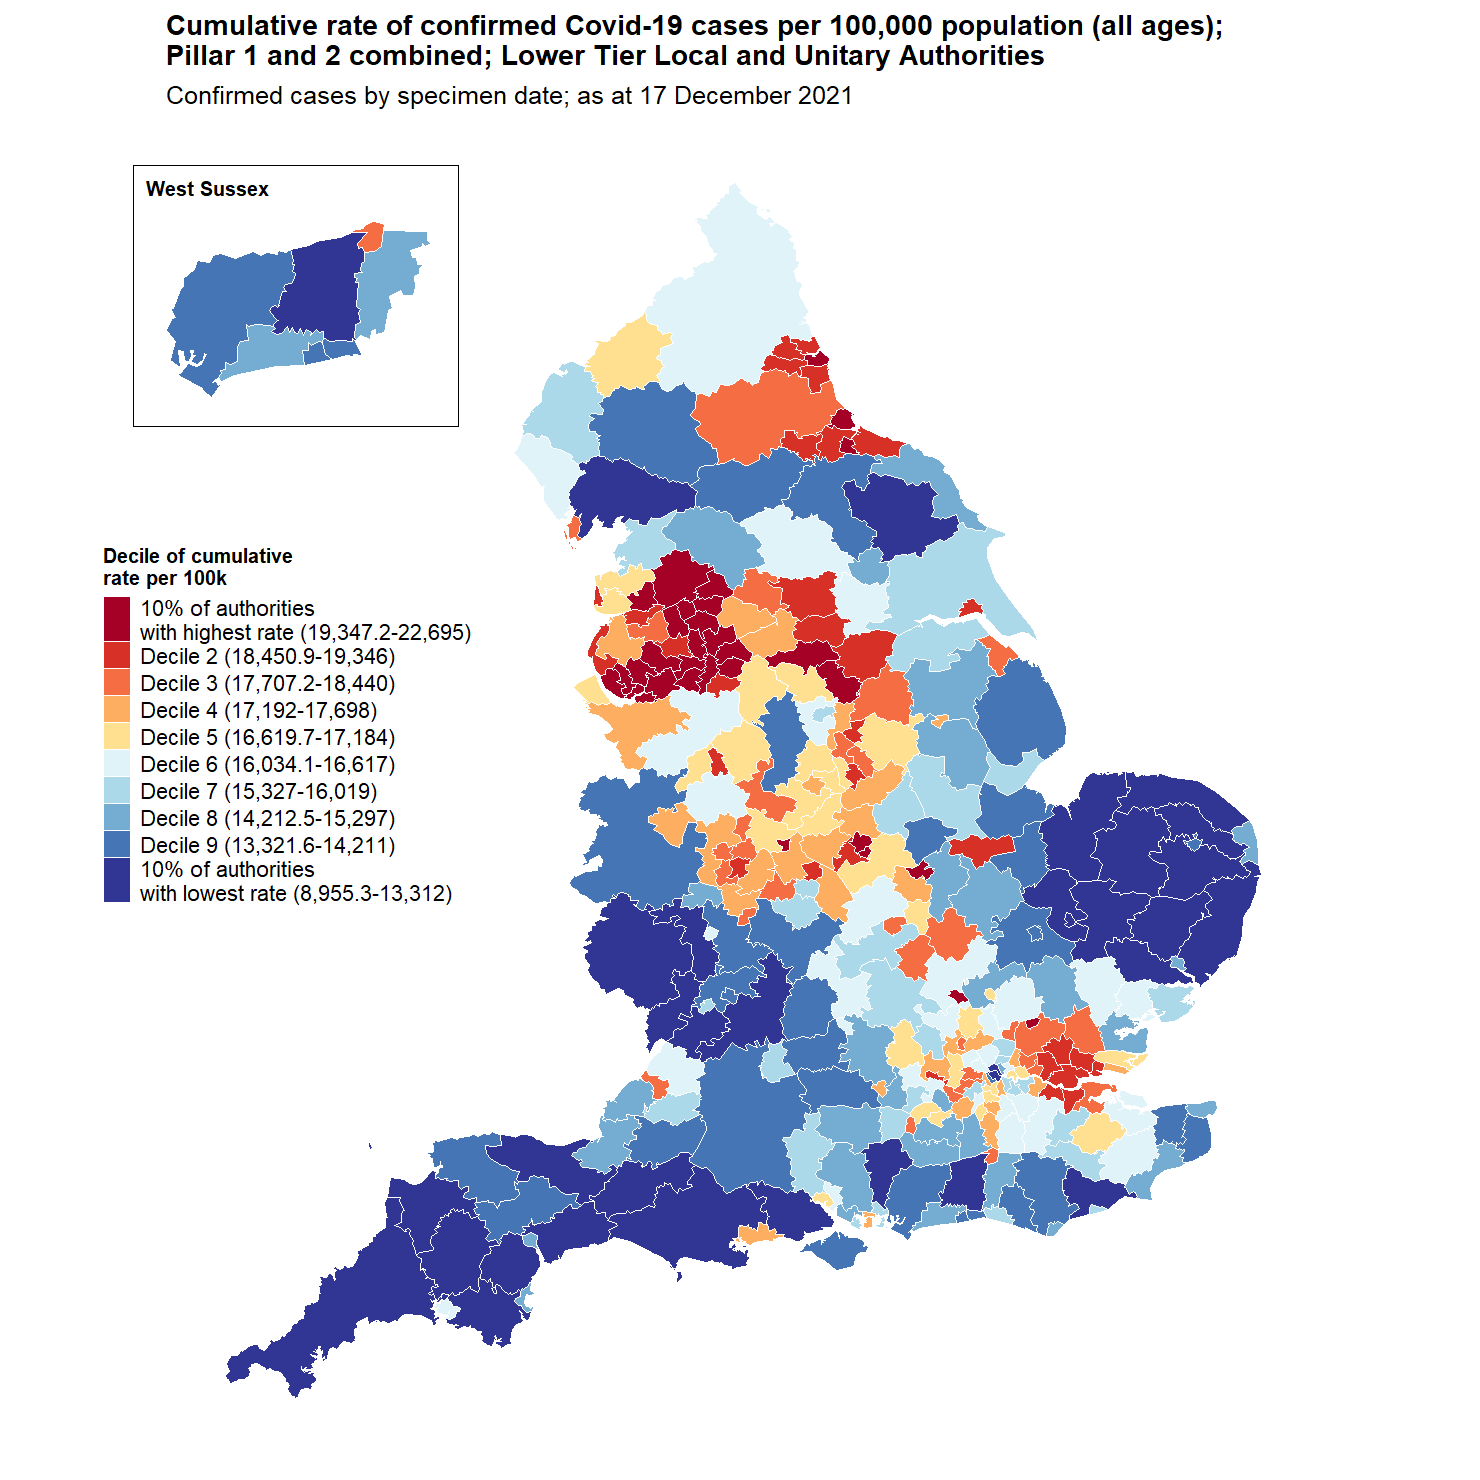 Cumulative rate of confirmed Covid-19 cases per 100,000 population (all ages);
Pillar 1 and 2 combined; Lower Tier Local and Unitary Authorities
Confirmed cases by specimen date; as at 17 December 2021
West Sussex
Decile of cumulative
rate per 100k
10% of authorities
with highest rate (19,347.2-22,695)
Decile 2 (18,450.9-19,346)
Decile 3 (17,707.2-18,440)
Decile 4 (17,192-17,698)
Decile 5 (16,619.7-17,184)
Decile 6 (16,034.1-16,617)
Decile 7 (15,327-16,019)
Decile 8 (14,212.5-15,297)
Decile 9 (13,321.6-14,211)
10% of authorities
with lowest rate (8,955.3-13,312)